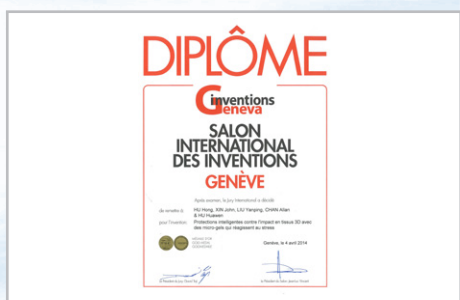 DIPLÔME
inventions
Geneva
SALON
INTERNATIONAL
DES INVENTIONS
GENÈVE
Après examen, le Jury international a décidé
de remettre à HU Hong, XIN John, LIU Yanping, CHAN Allan
& HU Huawen
pour l'invention Protections intelligentes contre l'impact en tissus 3D avec
des micro-gels qui réagissent au stress
Genève, le 4 avril 2014